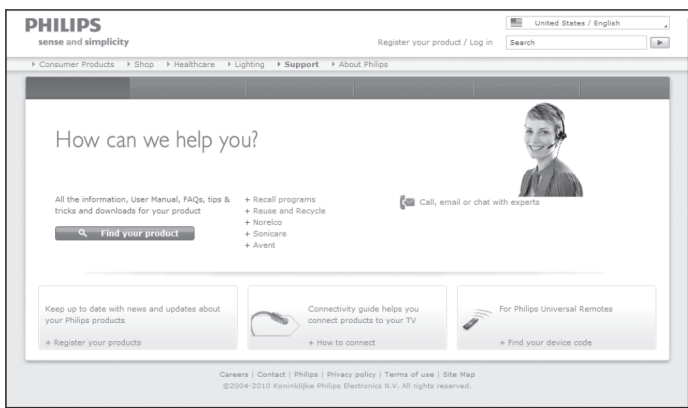 PHILIPS
sense and simplicity
United States / English
Register your product / Log in
Search
Consumer Products
Shop
Healthcare
Lighting
Support
About Philips
How can we help you?
All the information, User Manual, FAQs, tips &
tricks and downloads for your product
Find your product
+ Recall programs
+ Reuse and Recycle
+ Norelco
+ Sonicare
+ Avent
Call, email or chat with experts
Keep up to date with news and updates about
your Philips products
+ Register your products
Connectivity guide helps you
connect products to your TV
+ How to connect
For Philips Universal Remotes
+ Find your device code
Careers | Contact | Philips | Privacy policy | Terms of use | Site Map
©2004-2010 Koninklijke Philips Electronics N.V. All rights reserved.